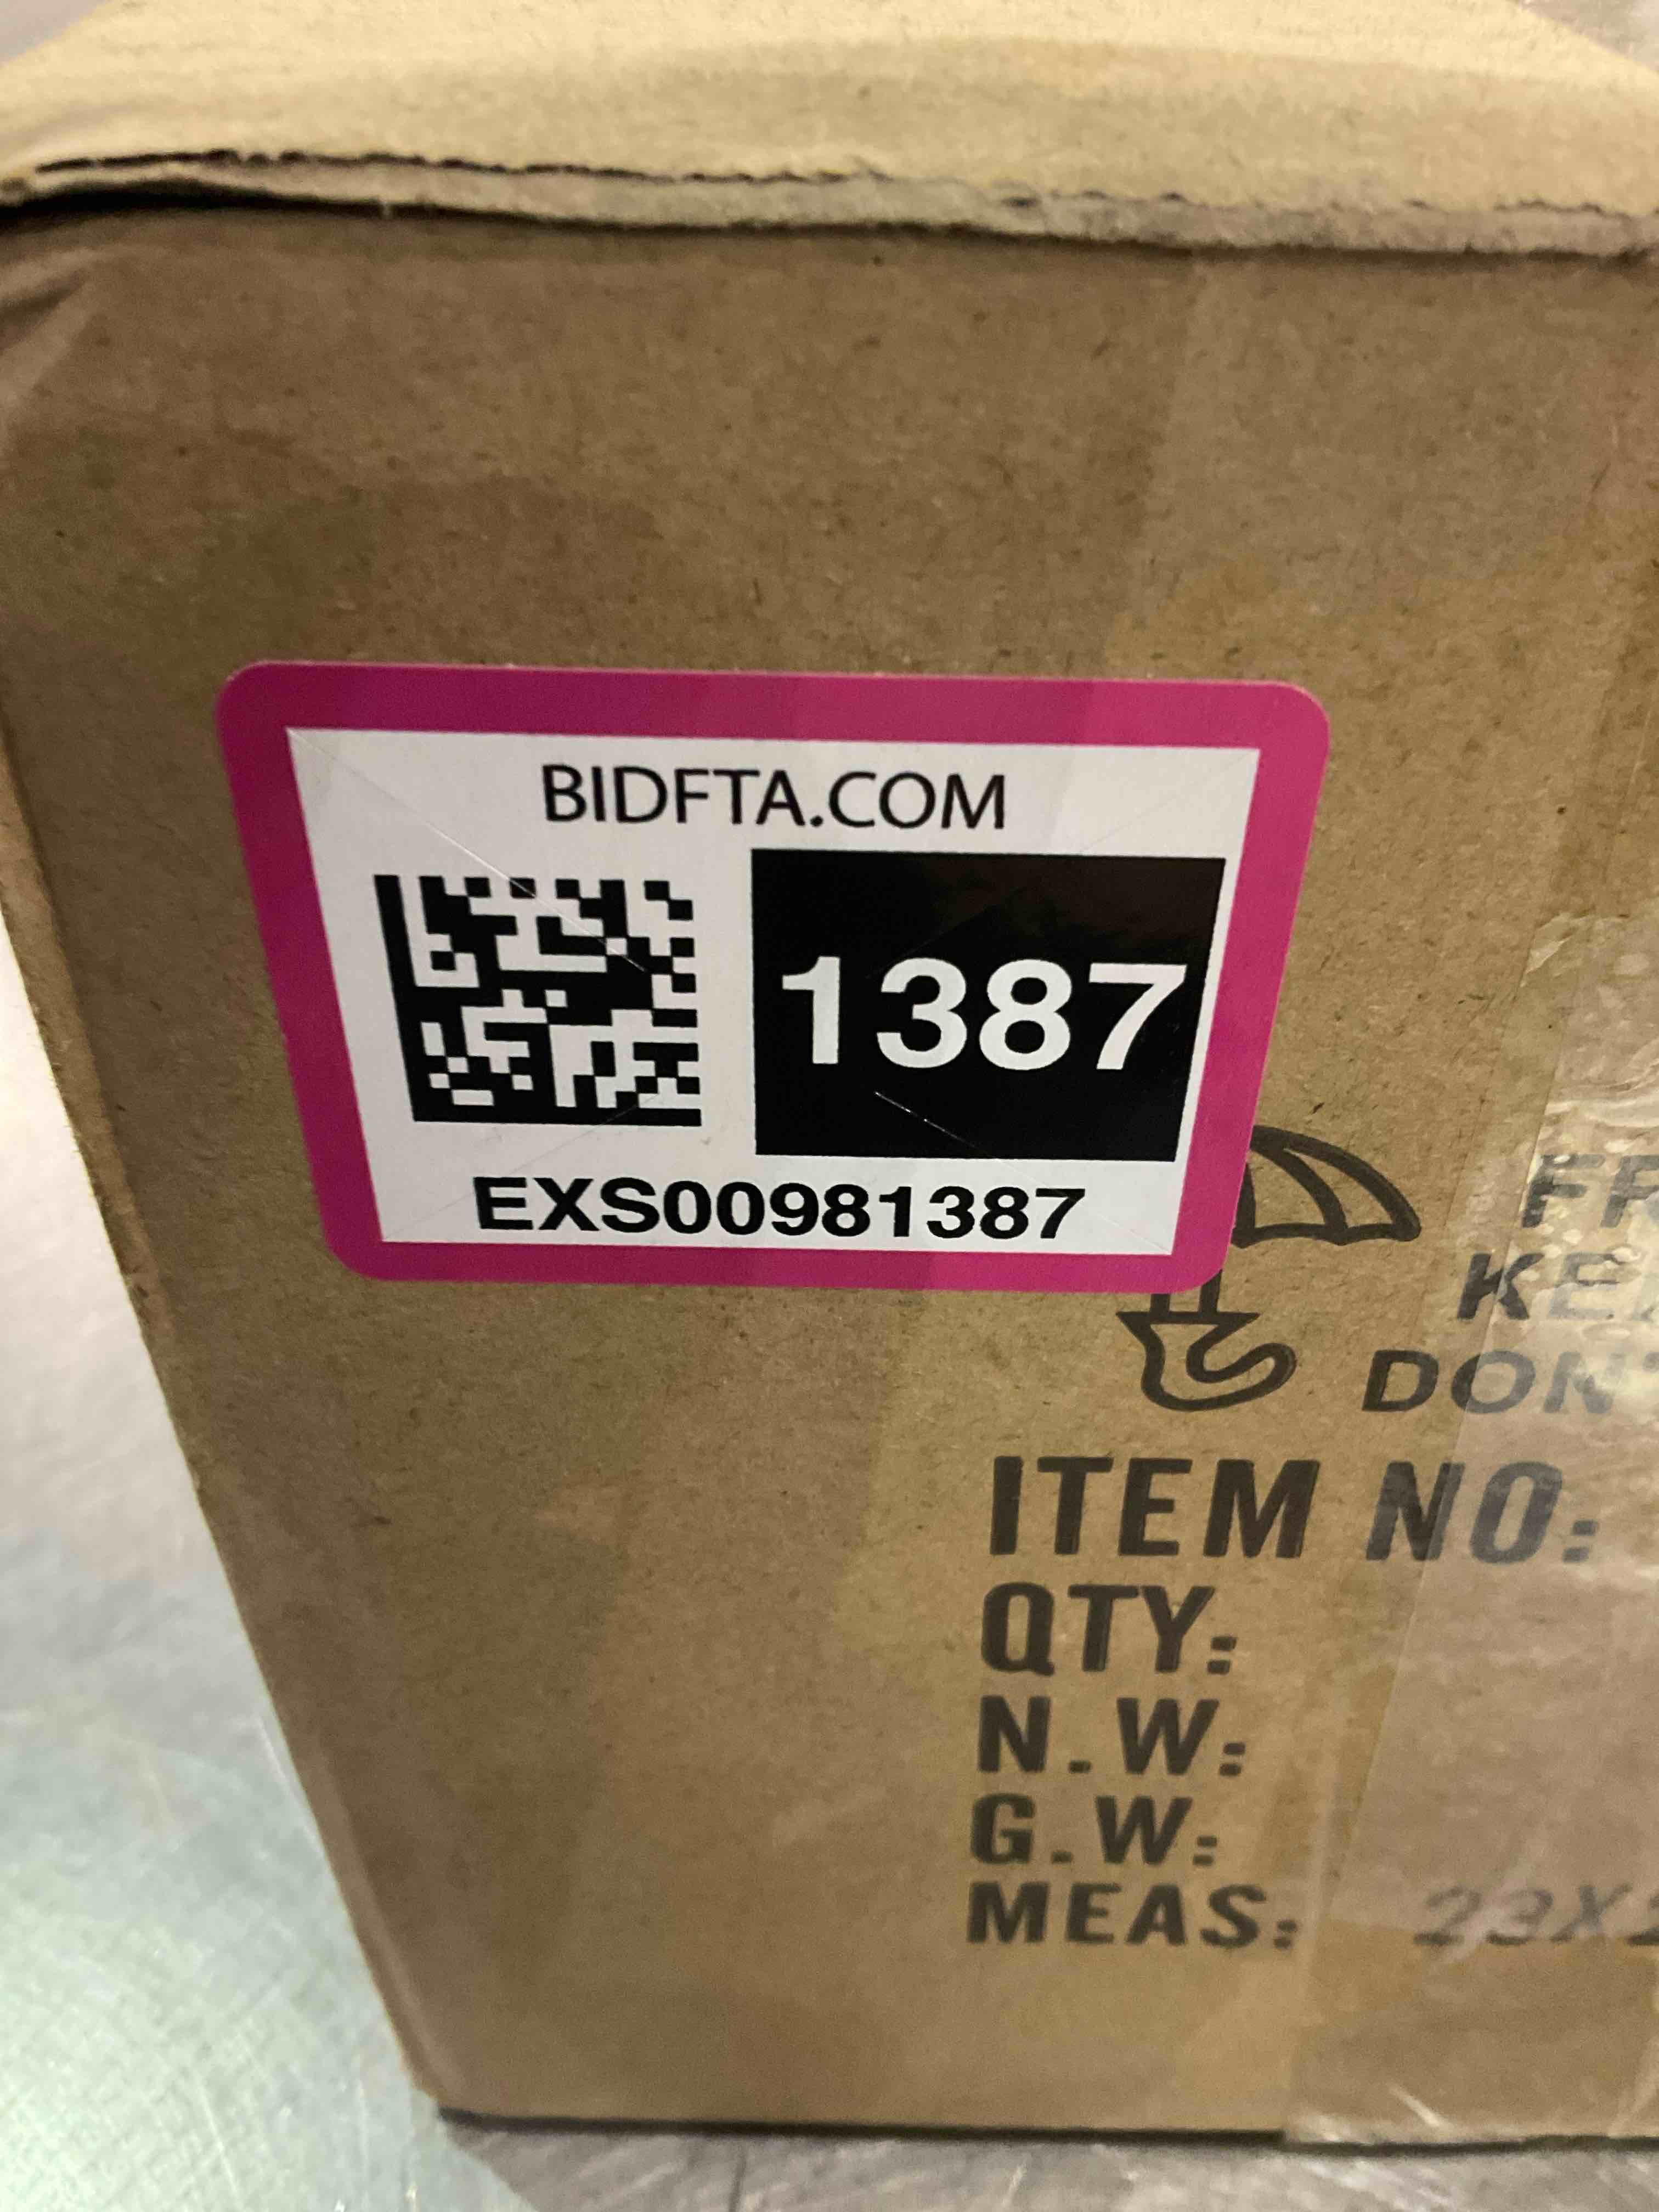 BIDFTA.COM
1387
EXS00981387
ITEM NO:
QTY:
N.W:
G.W:
MEAS: